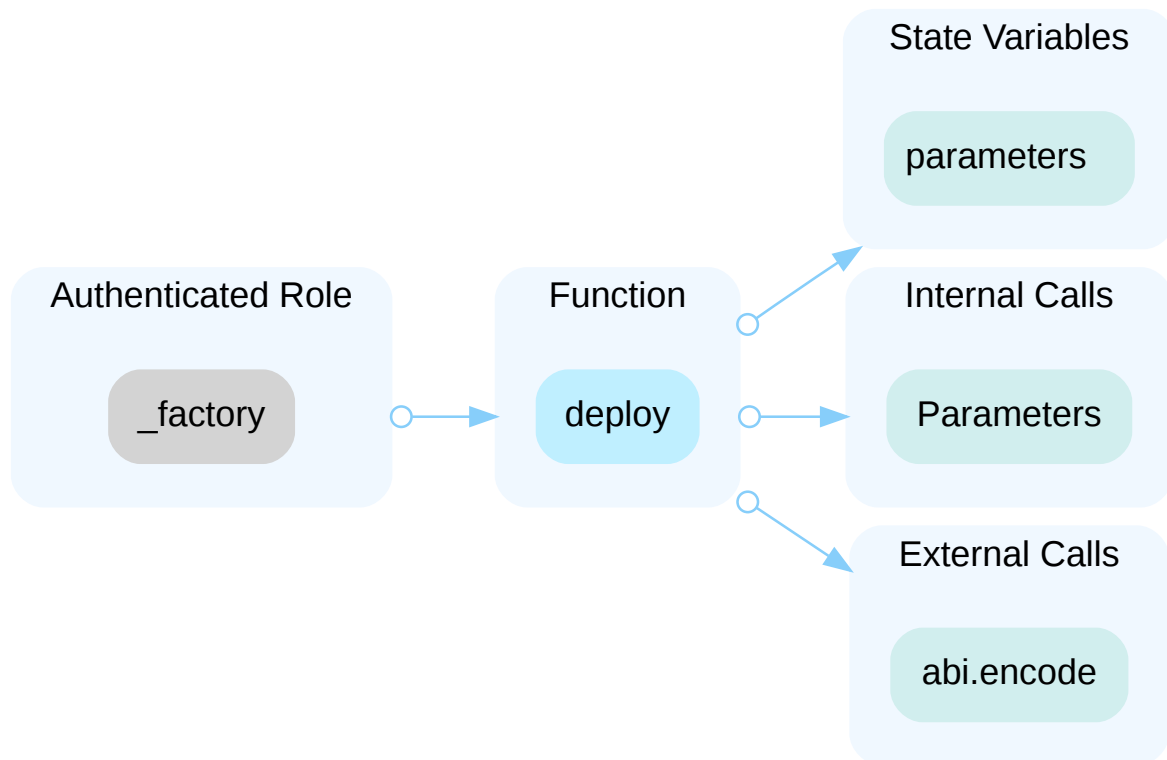 Authenticated Role
_factory
Function
deploy
State Variables
parameters
Internal Calls
Parameters
External Calls
abi.encode